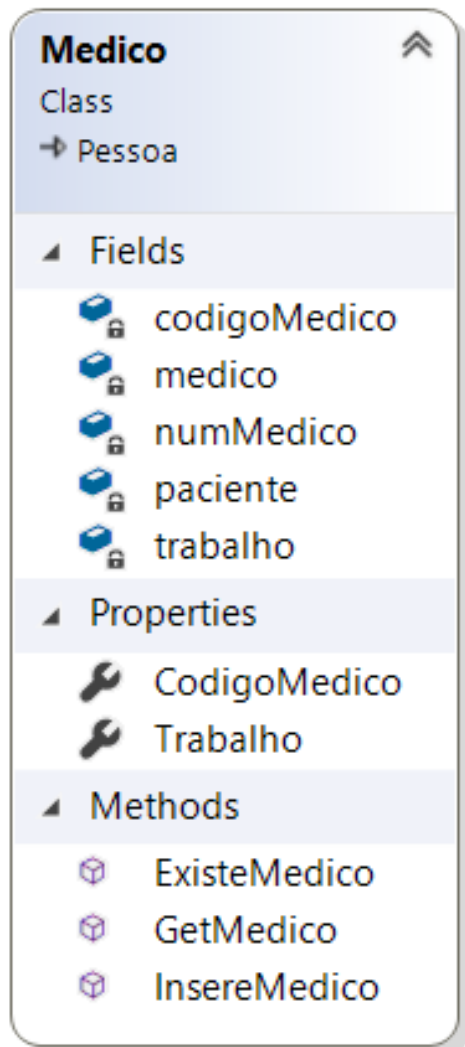 Medico
Class
Pessoa
Fields
codigoMedico
medico
numMedico
paciente
trabalho
Properties
CodigoMedico
Trabalho
Methods
ExisteMedico
GetMedico
InsereMedico